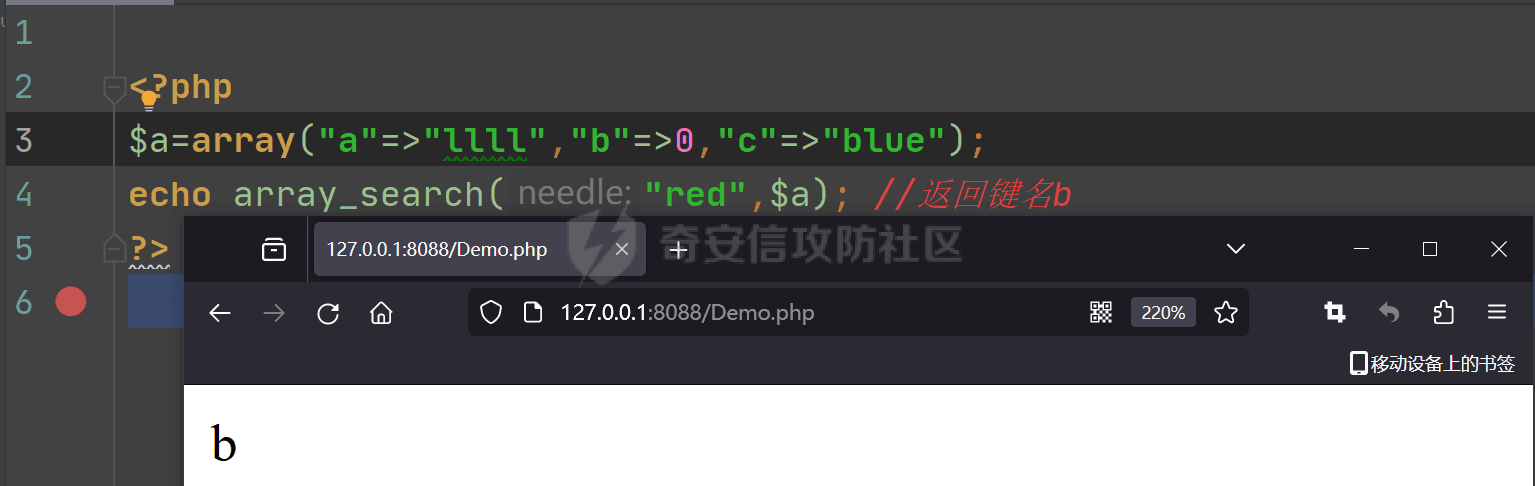 1
2 <?php
3 $a=array("a"=>"llll","b"=>0,"c"=>"blue");
4 echo array_search( needle: "red",$a); //返回键名b
5 ?>
6
奇安信攻防社区
127.0.0.1:8088/Demo.php
127.0.0.1:8088/Demo.php 220%
移动设备上的书签
b